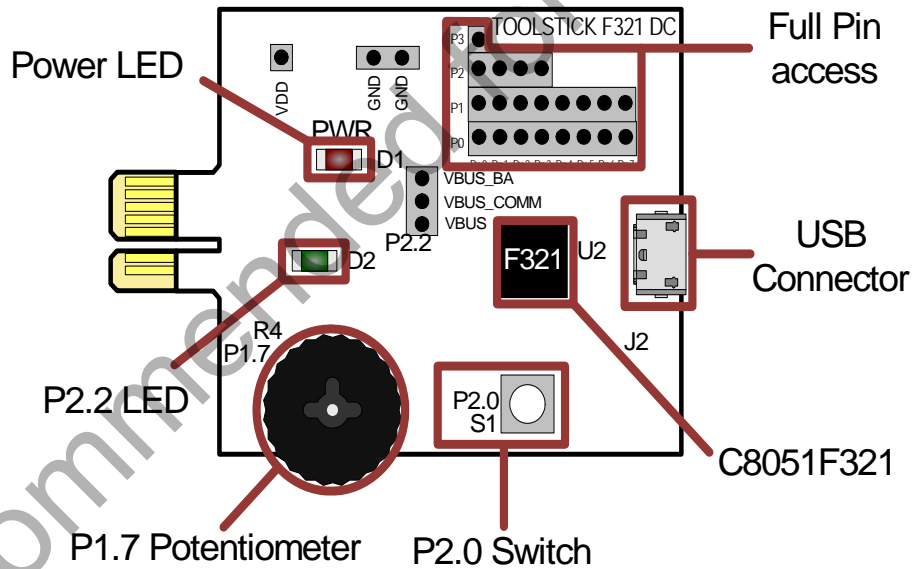 TOOLSTICK F321 DC
Full Pin
access
Power LED
P3
P2
P1
P0
VDD
GND
GND
PWR
D1
VBUS_BA
VBUS_COMM
VBUS
P2.2
D2
F321
U2
USB
Connector
R4
P1.7
J2
P2.2 LED
P2.0
S1
C8051F321
P1.7 Potentiometer
P2.0 Switch
ommended for